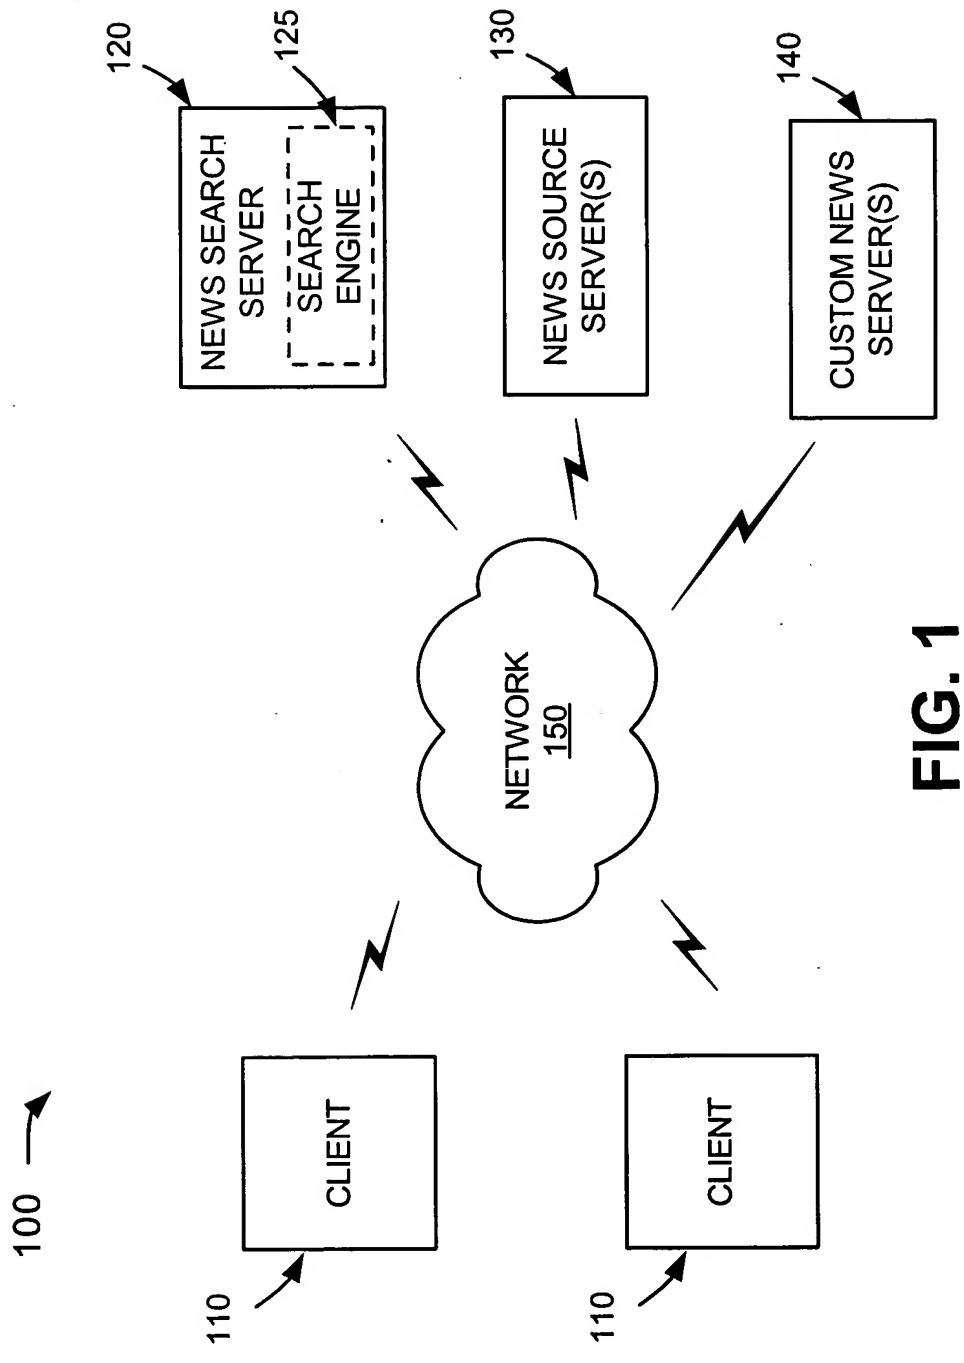 100
110
CLIENT
110
CLIENT
NETWORK
150
120
NEWS SEARCH
SERVER
125
SEARCH
ENGINE
130
NEWS SOURCE
SERVER(S)
140
CUSTOM NEWS
SERVER(S)
FIG. 1